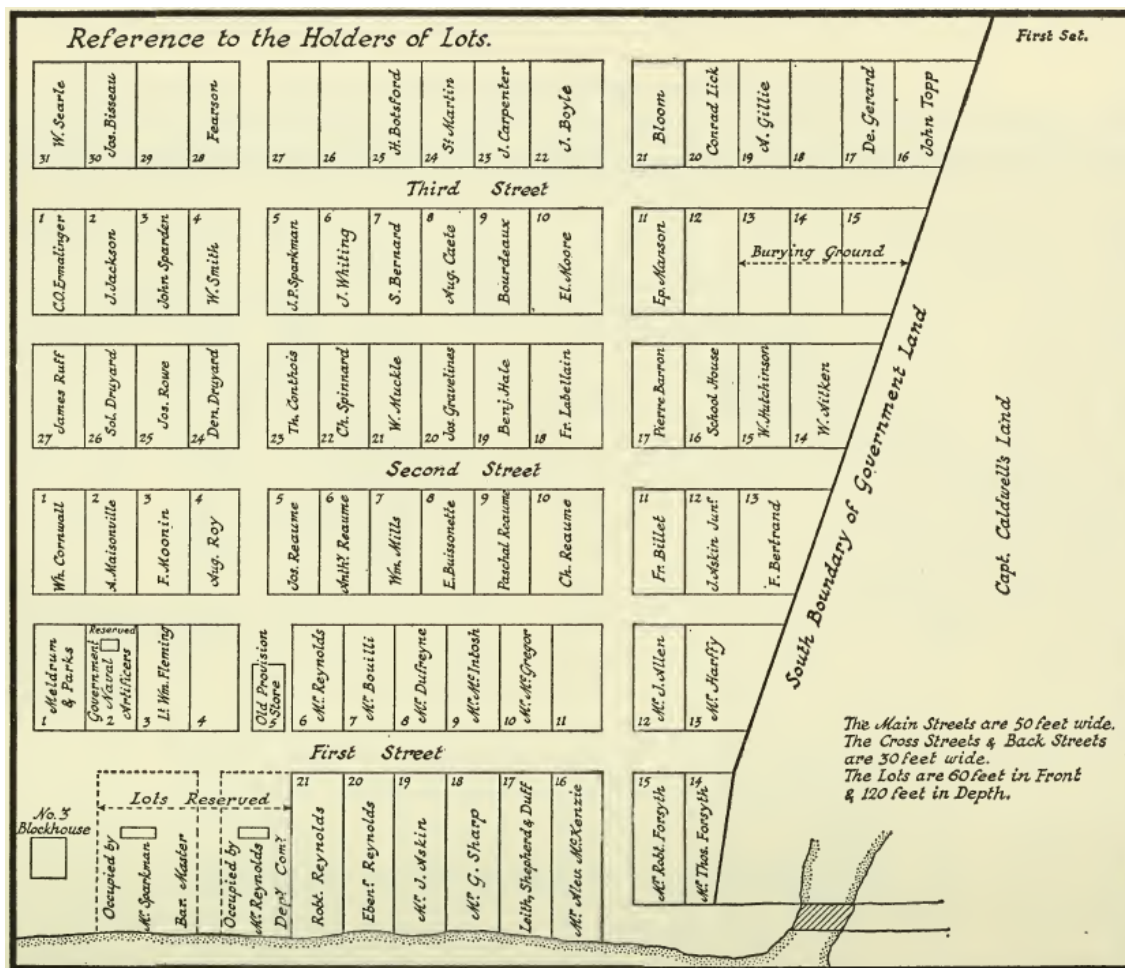 Reference to the Holders of Lots.
First Set.
31 W. Searle
30 Jos. Bisseau
29
28 Fearson
27
26
25 H. Botsford
24 St Martin
23 J. Carpenter
22 J. Boyle
21 Bloom
20 Conrad Lick
19 A. Gillie
18
17 De. Gerard
16 John Topp
Third Street
1 C.O. Ermatinger
2 J. Jackson
3 John Sparden
4 W. Smith
5 J. P. Sparkman
6 J. Whiting
7 S. Bernard
8 Aug. Caete
9 Bourdeaux
10 El. Moore
11 Ep. Manson
12
13
14
15
Burying Ground
27 James Ruff
26 Sol. Druyard
25 Jos. Rowe
24 Den. Druyard
23 Th. Conthois
22 Ch. Spinnard
21 W. Muckle
20 Jos. Gravelines
19 Benj. Hale
18 Fr. Labellain
17 Pierre Barron
16 School House
15 W. Hutchinson
14 W. Nilken
Second Street
1 Wh. Cornwall
2 A. Maisonville
3 F. Moonin
4 Aug. Roy
5 Jos. Reaume
6 Anthy. Reaume
7 Wm. Mills
8 E. Buissonette
9 Paschal Reaume
10 Ch. Reaume
11 Fr. Billet
12 J. Askin Junr.
13 F. Bertrand
South Boundary of Government Land
Capt. Caldwell's Land
1 Meldrum & Parks
Reserved
2 Government Naval Artificers
3 Lt. Wm. Fleming
4
5 Old Provision Store
6 Mr. Reynolds
7 Mr. Bouilli
8 Mr. Dufreyne
9 Mr. McIntosh
10 Mr. McGregor
11
12 Mr. J. Allen
13 Mr. Harffy
First Street
The Main Streets are 50 feet wide.
The Cross Streets & Back Streets
are 30 feet wide.
The Lots are 60 feet in Front
& 120 feet in Depth.
No. 3
Blockhouse
Lots Reserved
Occupied by
Mr. Sparkman
Bar. Master
Occupied by
Mr. Reynolds
Depy. Comy.
21 Robt. Reynolds
20 Ebenr. Reynolds
19 Mr. J. Askin
18 Mr. G. Sharp
17 Leith, Shepherd & Duff
16 Mr. Alex McKenzie
15 Mr. Robt. Forsyth
14 Mr. Thos. Forsyth